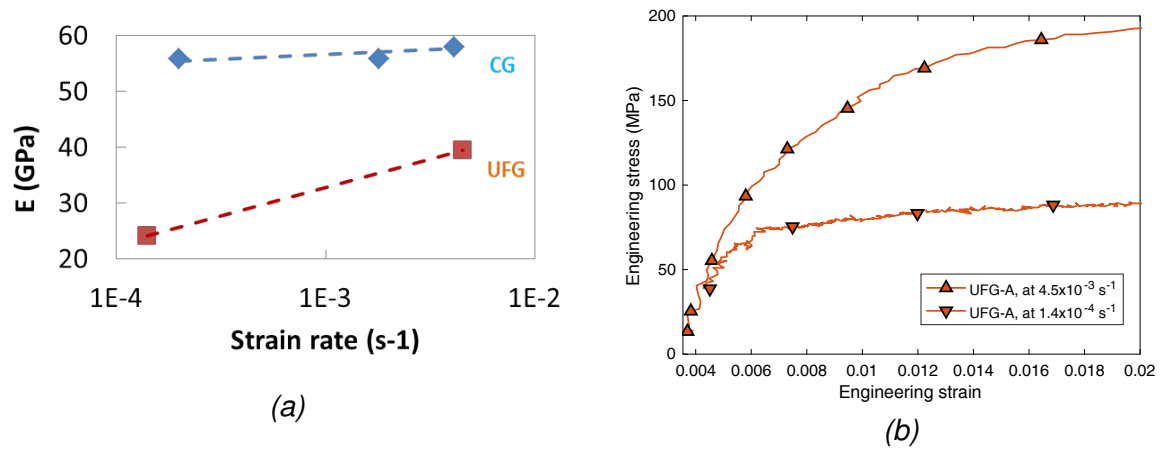 60
50
40
30
20
E (GPa)
CG
UFG
1E-4
1E-3
1E-2
Strain rate (s-1)
(a)
200
150
100
50
0
Engineering stress (MPa)
UFG-A, at 4.5x10⁻³ s⁻¹
UFG-A, at 1.4x10⁻⁴ s⁻¹
0.004 0.006 0.008 0.01 0.012 0.014 0.016 0.018 0.02
Engineering strain
(b)